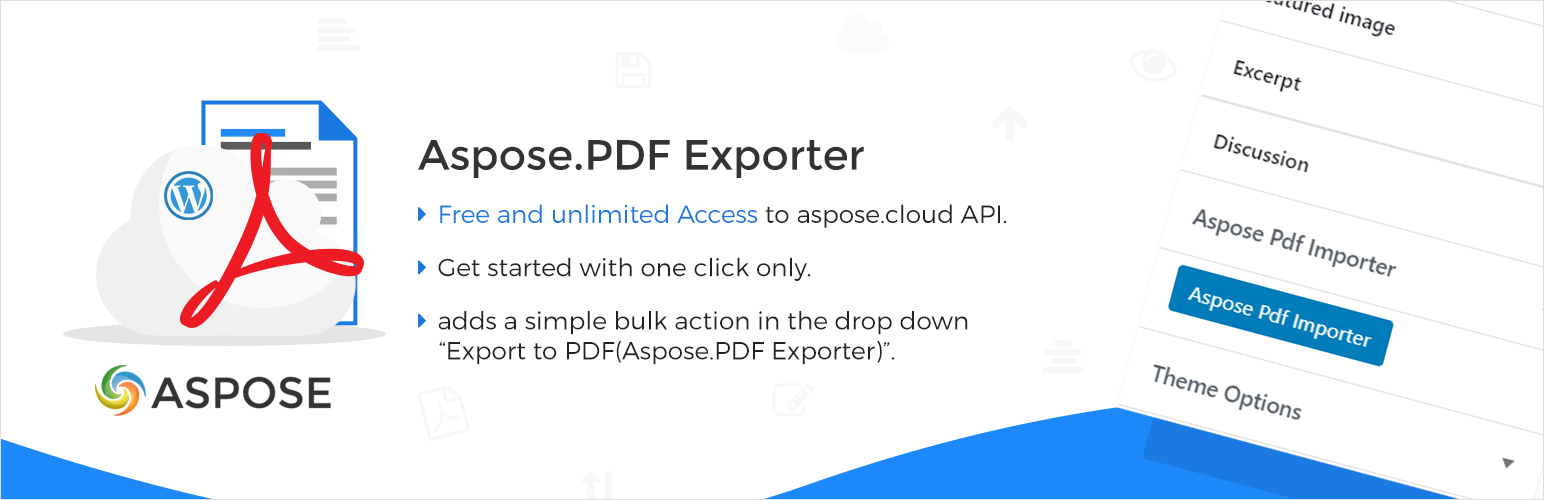 Aspose.PDF Exporter
Free and unlimited Access to aspose.cloud API.
Get started with one click only.
adds a simple bulk action in the drop down
“Export to PDF(Aspose.PDF Exporter)”.
ASPOSE
image
Excerpt
Discussion
Aspose Pdf Importer
Aspose Pdf Importer
Theme Options